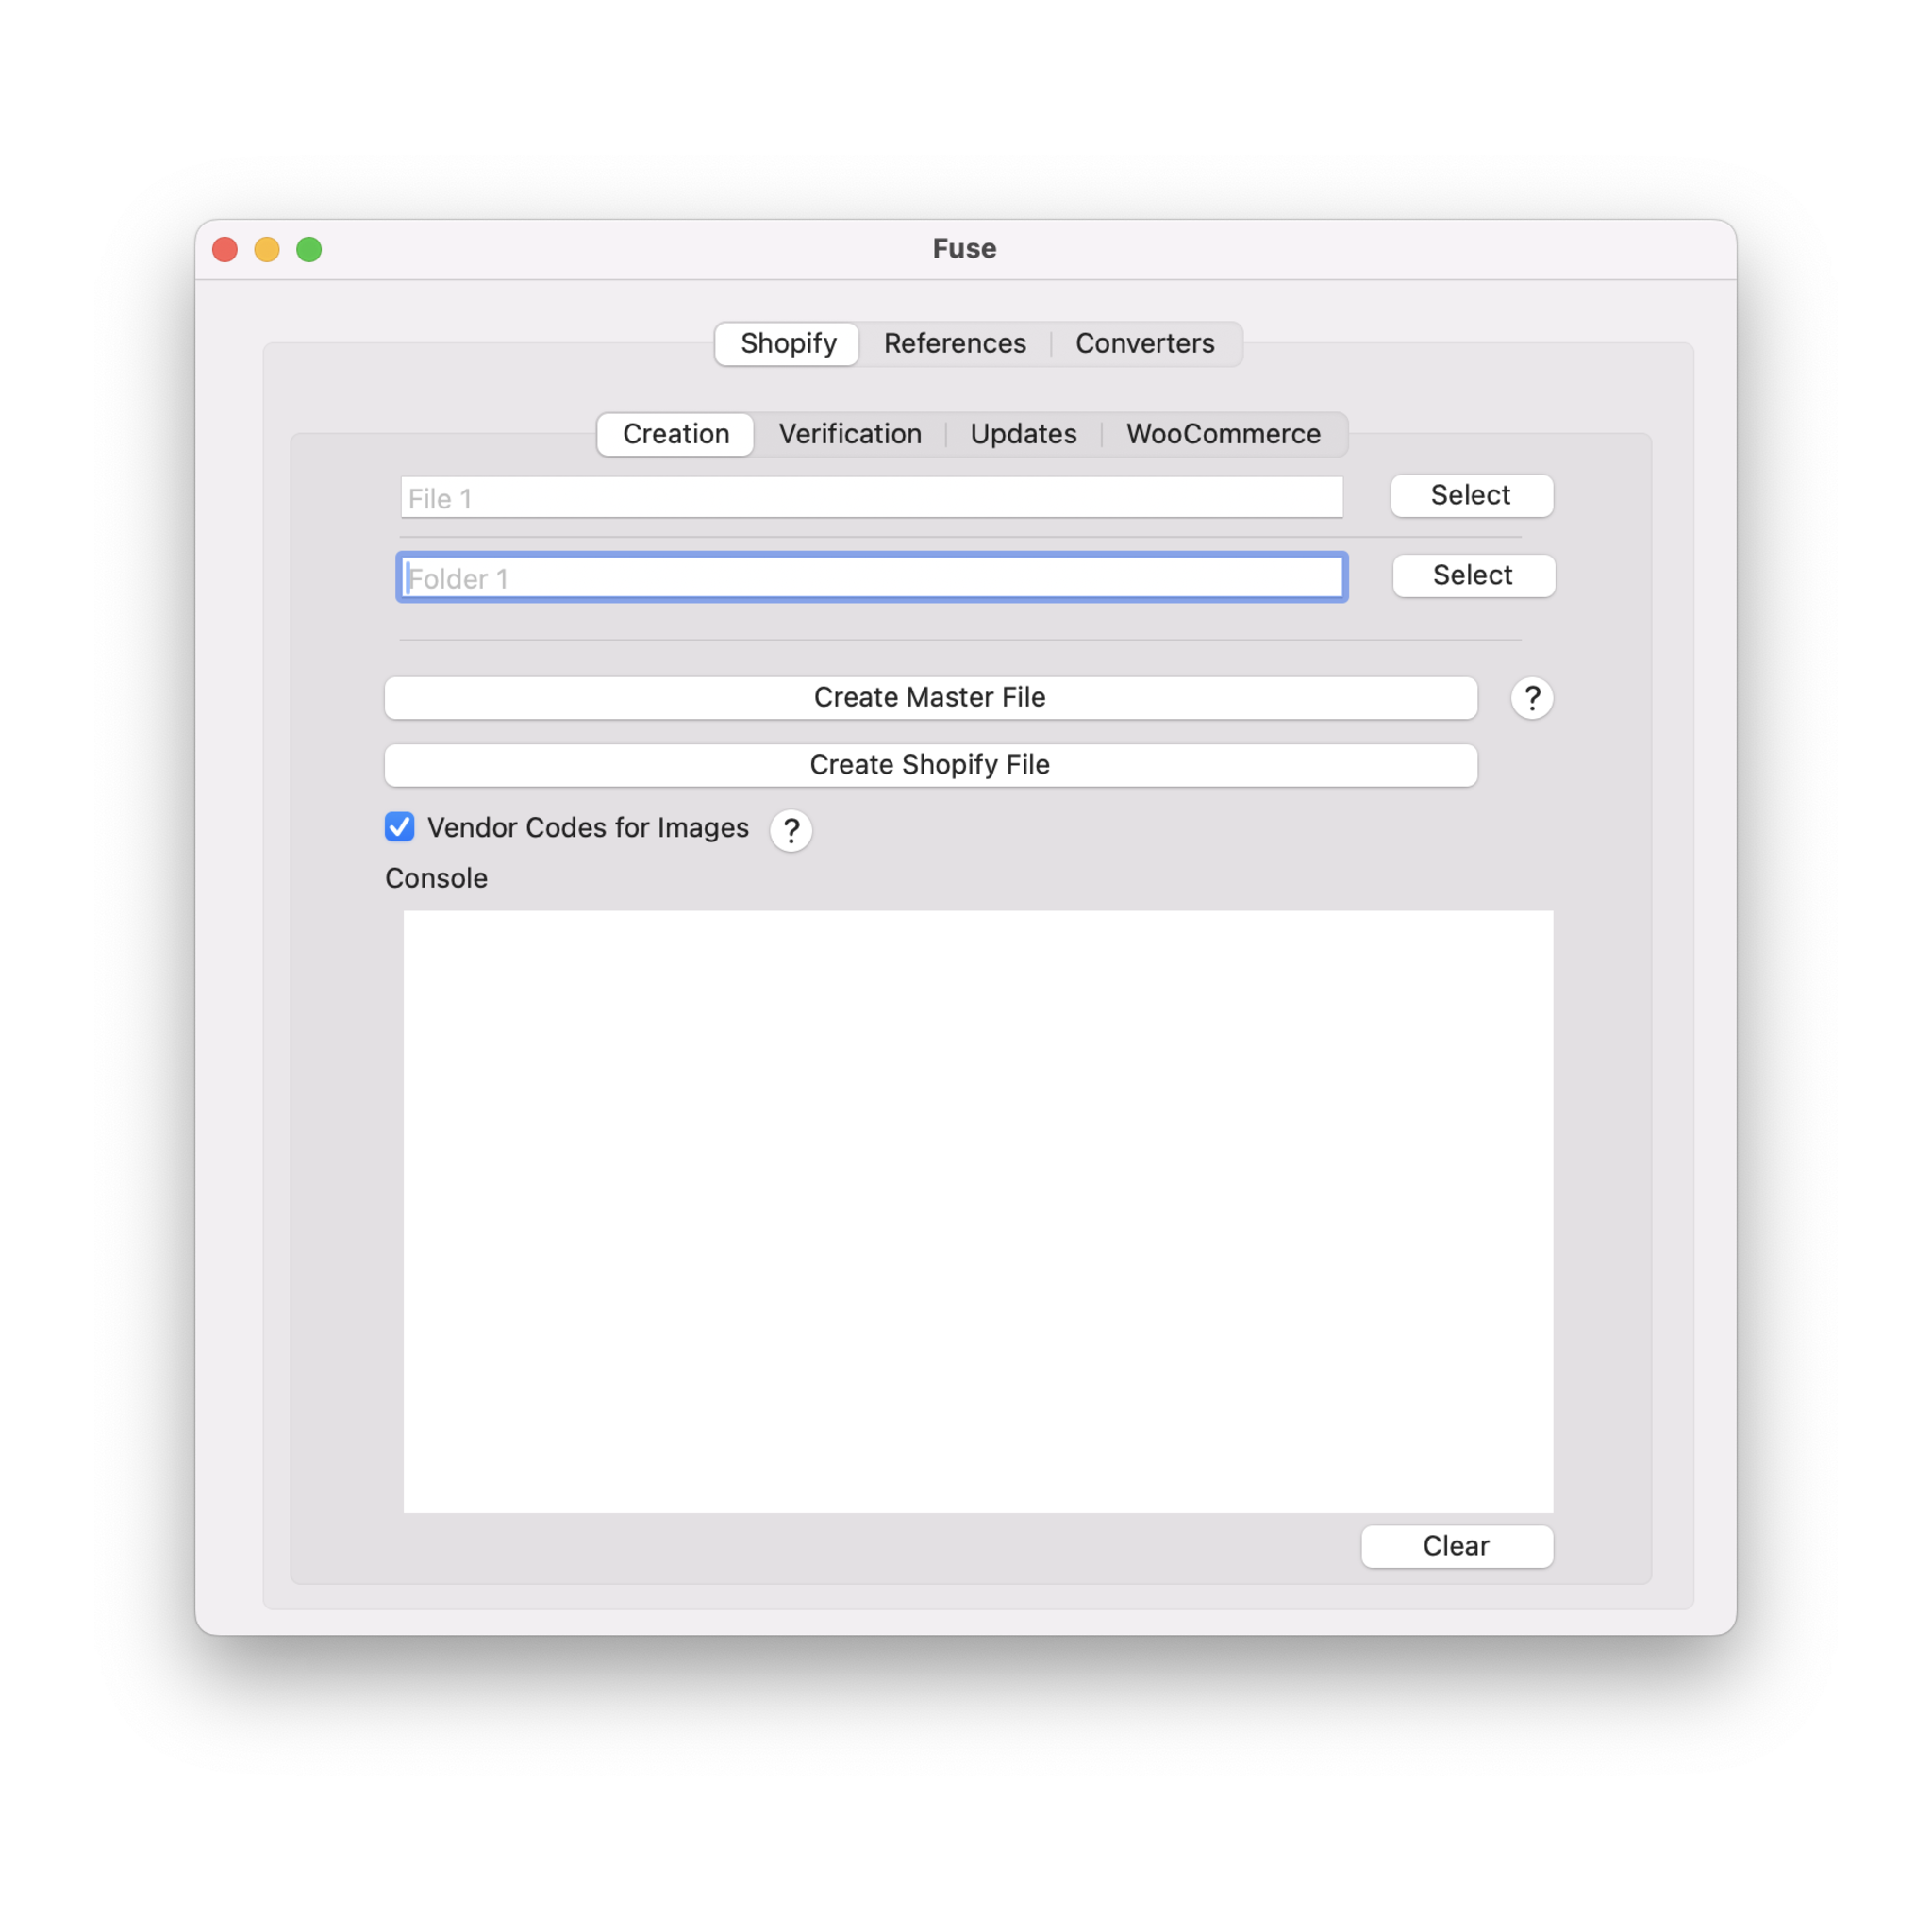 Fuse
Shopify References Converters
Creation Verification Updates WooCommerce
File 1 Select
Folder 1 Select
Create Master File ?
Create Shopify File
Vendor Codes for Images ?
Console
Clear